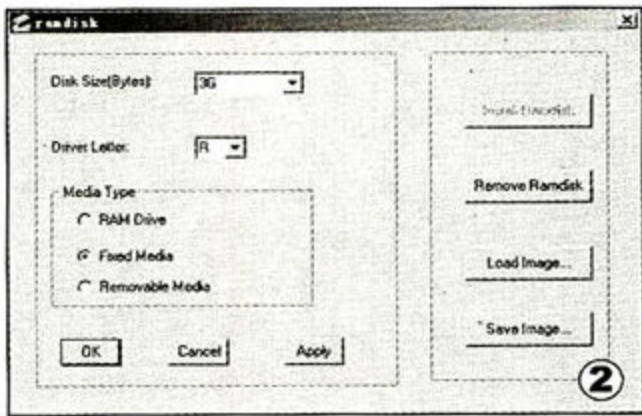 ramdisk
Disk Size(Bytes):
3G
Driver Letter:
R
Media Type
RAM Drive
Fixed Media
Removable Media
OK
Cancel
Apply
Remove Ramdisk
Load Image...
Save Image...
2